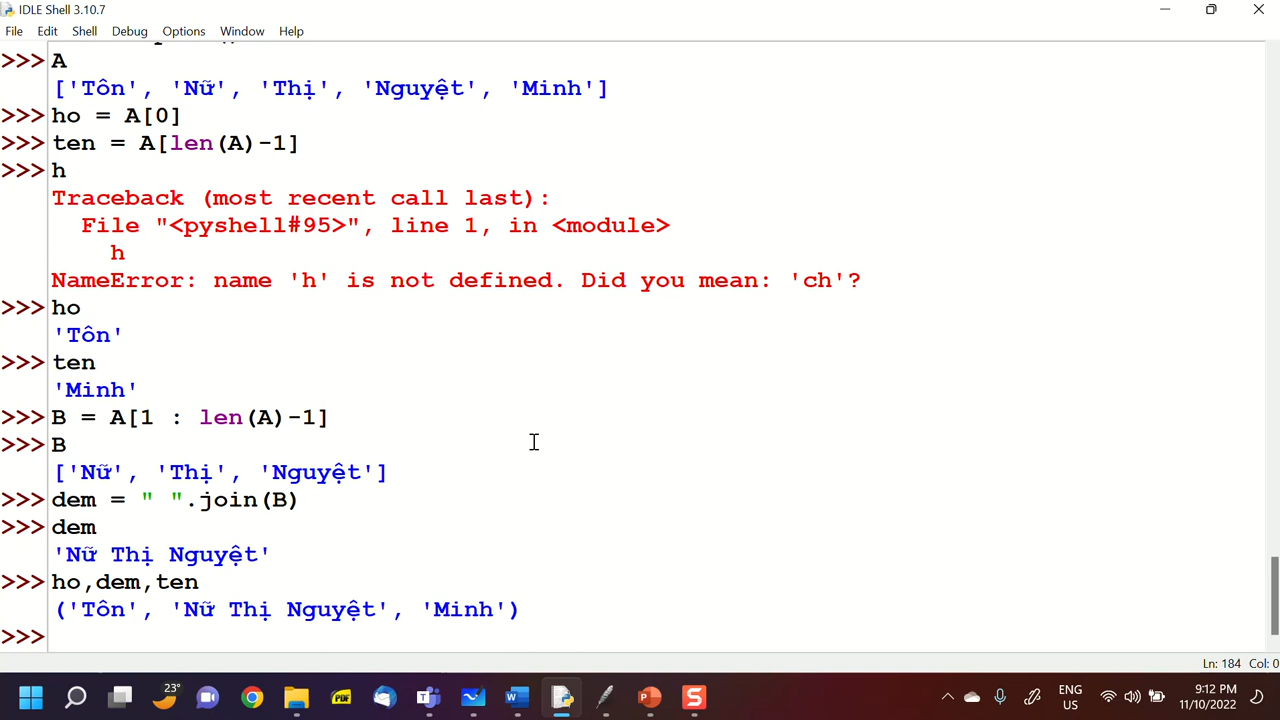 IDLE Shell 3.10.7
File Edit Shell Debug Options Window Help
>>> A
['Tôn', 'Nữ', 'Thị', 'Nguyệt', 'Minh']
>>> ho = A[0]
>>> ten = A[len(A)-1]
>>> h
Traceback (most recent call last):
File "<pyshell#95>", line 1, in <module>
h
NameError: name 'h' is not defined. Did you mean: 'ch'?
>>> ho
'Tôn'
>>> ten
'Minh'
>>> B = A[1 : len(A)-1]
>>> B
['Nữ', 'Thị', 'Nguyệt']
>>> dem = " ".join(B)
>>> dem
'Nữ Thị Nguyệt'
>>> ho,dem,ten
('Tôn', 'Nữ Thị Nguyệt', 'Minh')
>>>
Ln: 184 Col: 0
23°
PDF
ENG
US
9:12 PM
11/10/2022